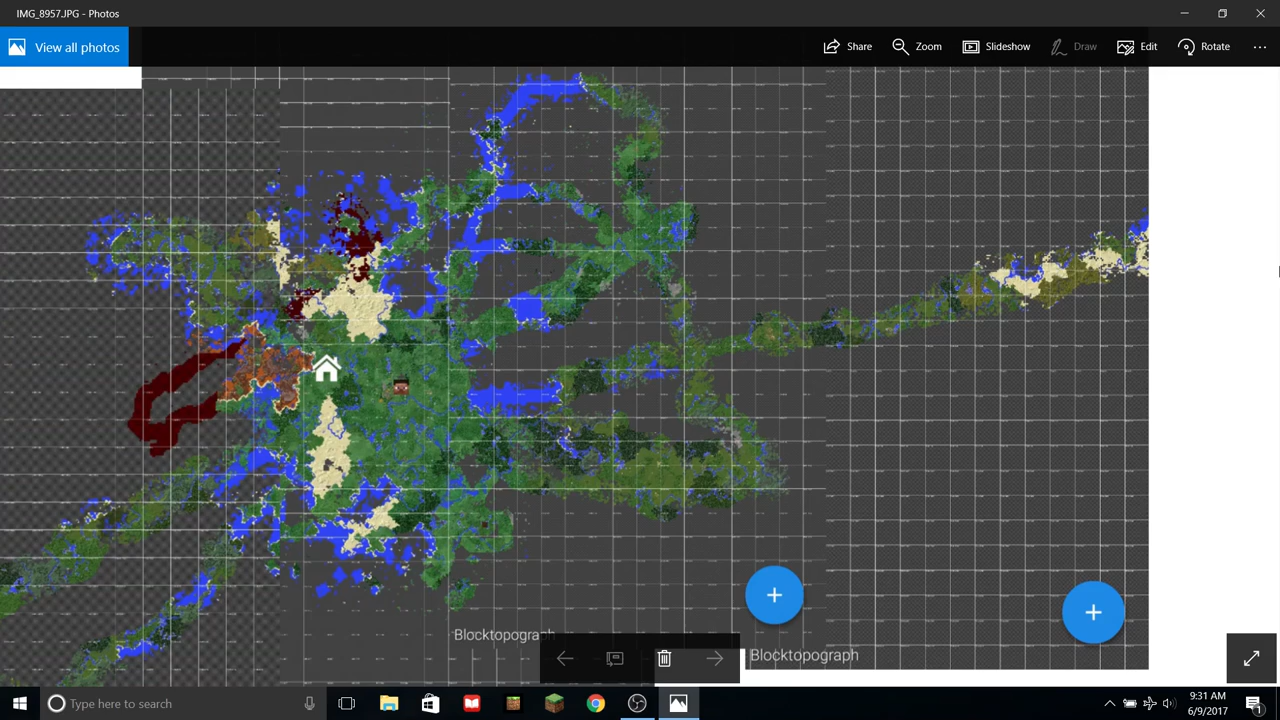 IMG_8957.JPG - Photos
View all photos
Share
Zoom
Slideshow
Draw
Edit
Rotate
Blocktopograph
Blocktopograph
Type here to search
9:31 AM
6/9/2017
1